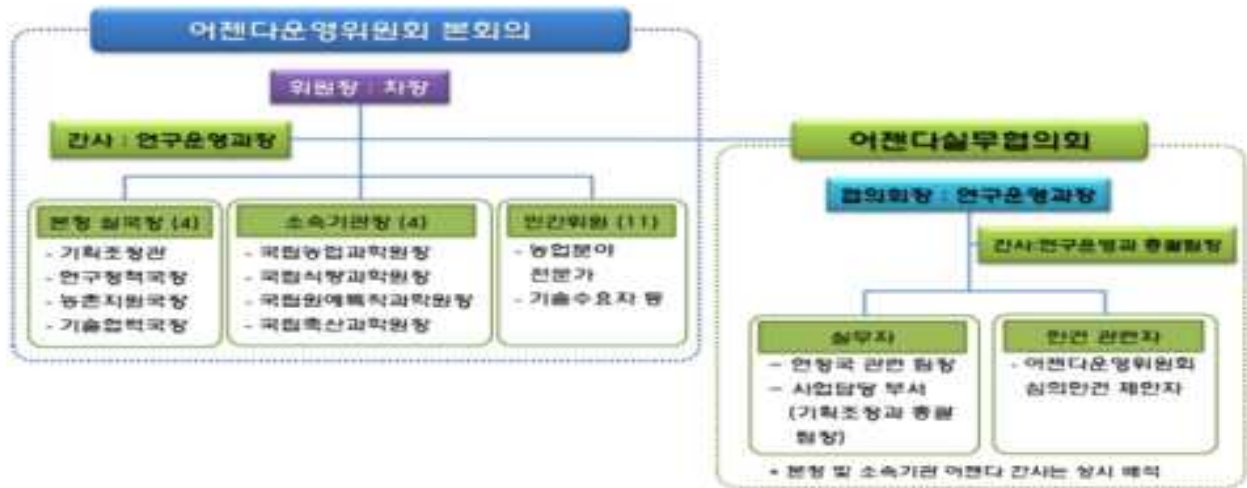 어젠다운영위원회 본회의
위원장 : 차장
간사 : 연구운영과장
본청 실국장 (4)
- 기획조정관
- 연구정책국장
- 농촌지원국장
- 기술협력국장
소속기관장 (4)
- 국립농업과학원장
- 국립식량과학원장
- 국립원예특작과학원장
- 국립축산과학원장
민간위원 (11)
- 농업분야
전문가
- 기술수요자 등
어젠다실무협의회
협의회장 : 연구운영과장
간사:연구운영과 총괄팀장
실무자
- 연정국 관련 팀장
- 사업담당 부서
(기획조정과 총괄
팀장)
안건 관련자
- 어젠다운영위원회
심의안건 제안자
* 본청 및 소속기관 어젠다 간사는 상시 배석